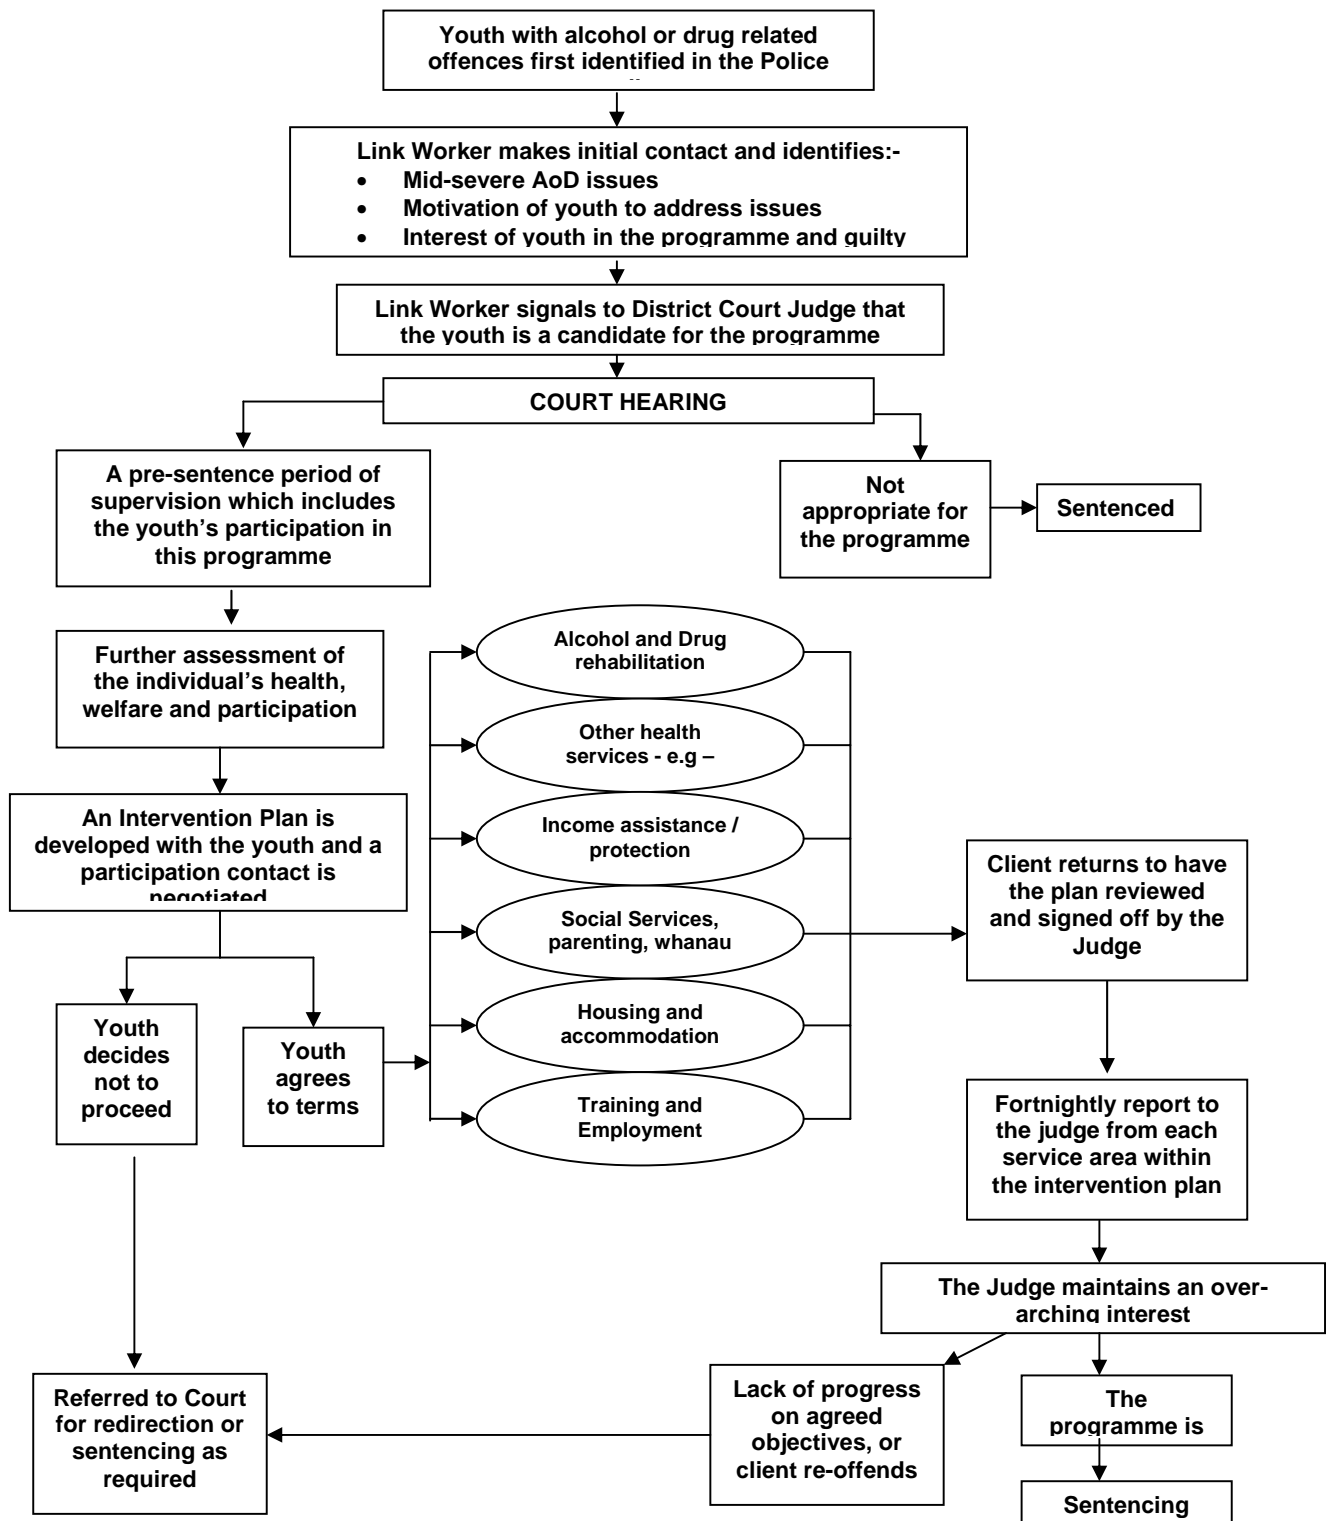 Youth with alcohol or drug related
offences first identified in the Police
Link Worker makes initial contact and identifies:-
• Mid-severe AoD issues
• Motivation of youth to address issues
• Interest of youth in the programme and guilty
Link Worker signals to District Court Judge that
the youth is a candidate for the programme
COURT HEARING
A pre-sentence period of
supervision which includes
the youth's participation in
this programme
Not
appropriate for
the programme
Sentenced
Further assessment of
the individual's health,
welfare and participation
An Intervention Plan is
developed with the youth and a
participation contact is
negotiated
Youth
decides
not to
proceed
Youth
agrees
to terms
Alcohol and Drug
rehabilitation
Other health
services - e.g –
Income assistance /
protection
Social Services,
parenting, whanau
Housing and
accommodation
Training and
Employment
Client returns to have
the plan reviewed
and signed off by the
Judge
Fortnightly report to
the judge from each
service area within
the intervention plan
The Judge maintains an over-
arching interest
Lack of progress
on agreed
objectives, or
client re-offends
The
programme is
Sentencing
Referred to Court
for redirection or
sentencing as
required